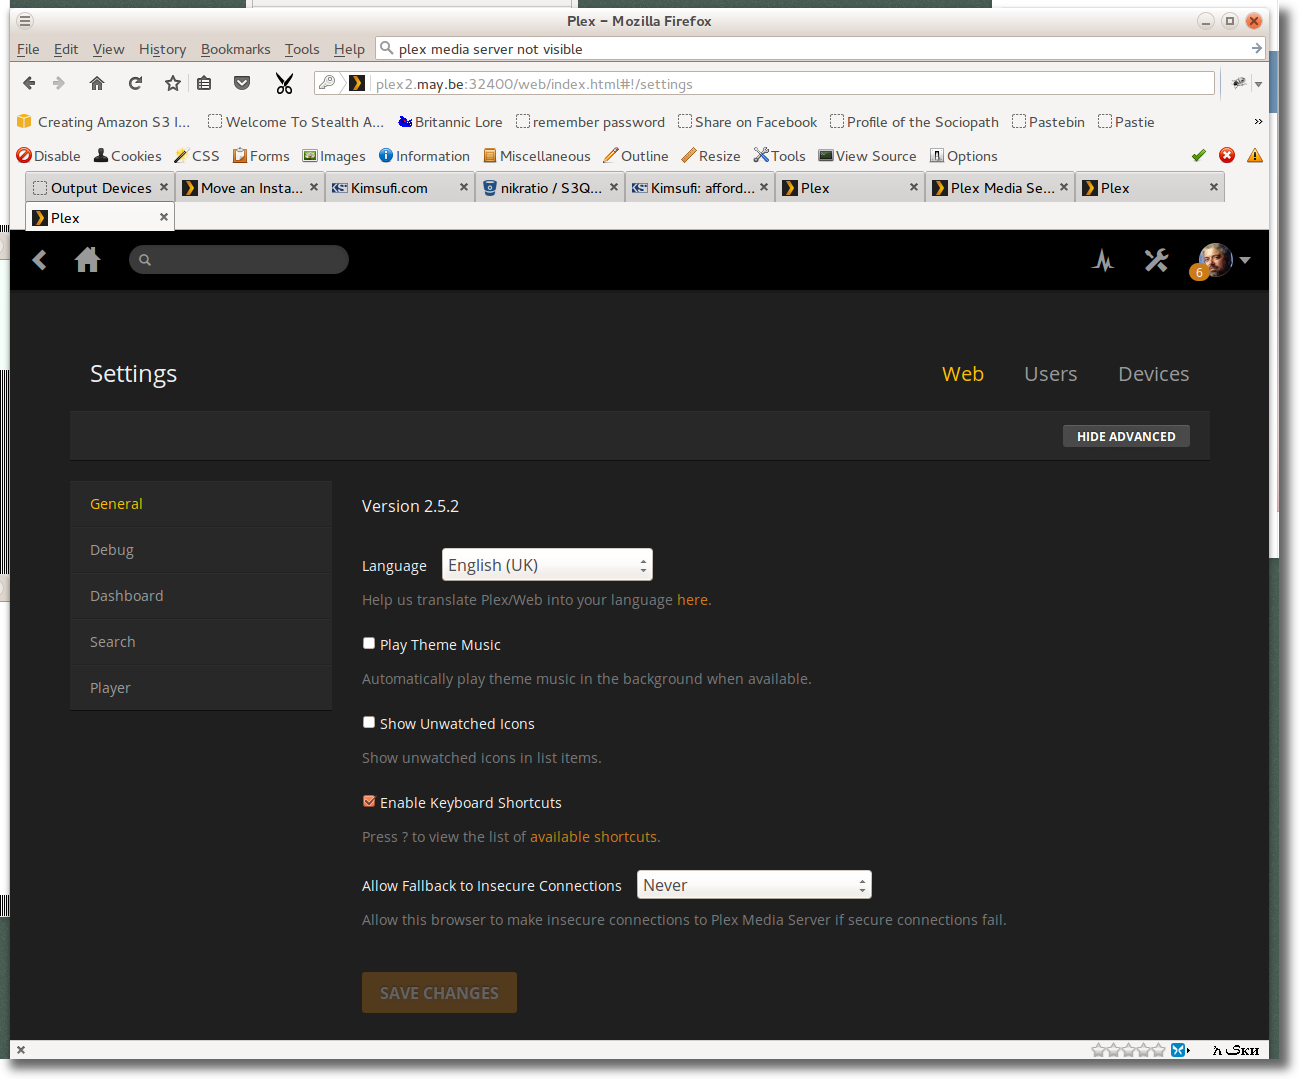 Plex - Mozilla Firefox
File Edit View History Bookmarks Tools Help plex media server not visible
plex2.may.be:32400/web/index.html#!/settings
Creating Amazon S3 I... Welcome To Stealth A... Britannic Lore remember password Share on Facebook Profile of the Sociopath Pastebin Pastie »
Disable Cookies CSS Forms Images Information Miscellaneous Outline Resize Tools View Source Options
Output Devices Move an Insta... Kimsufi.com nikratio / S3Q... Kimsufi: afford... Plex Plex Media Se... Plex
Plex
6
Settings Web Users Devices
HIDE ADVANCED
General
Debug
Dashboard
Search
Player
Version 2.5.2
Language English (UK)
Help us translate Plex/Web into your language here.
Play Theme Music
Automatically play theme music in the background when available.
Show Unwatched Icons
Show unwatched icons in list items.
Enable Keyboard Shortcuts
Press ? to view the list of available shortcuts.
Allow Fallback to Insecure Connections Never
Allow this browser to make insecure connections to Plex Media Server if secure connections fail.
SAVE CHANGES